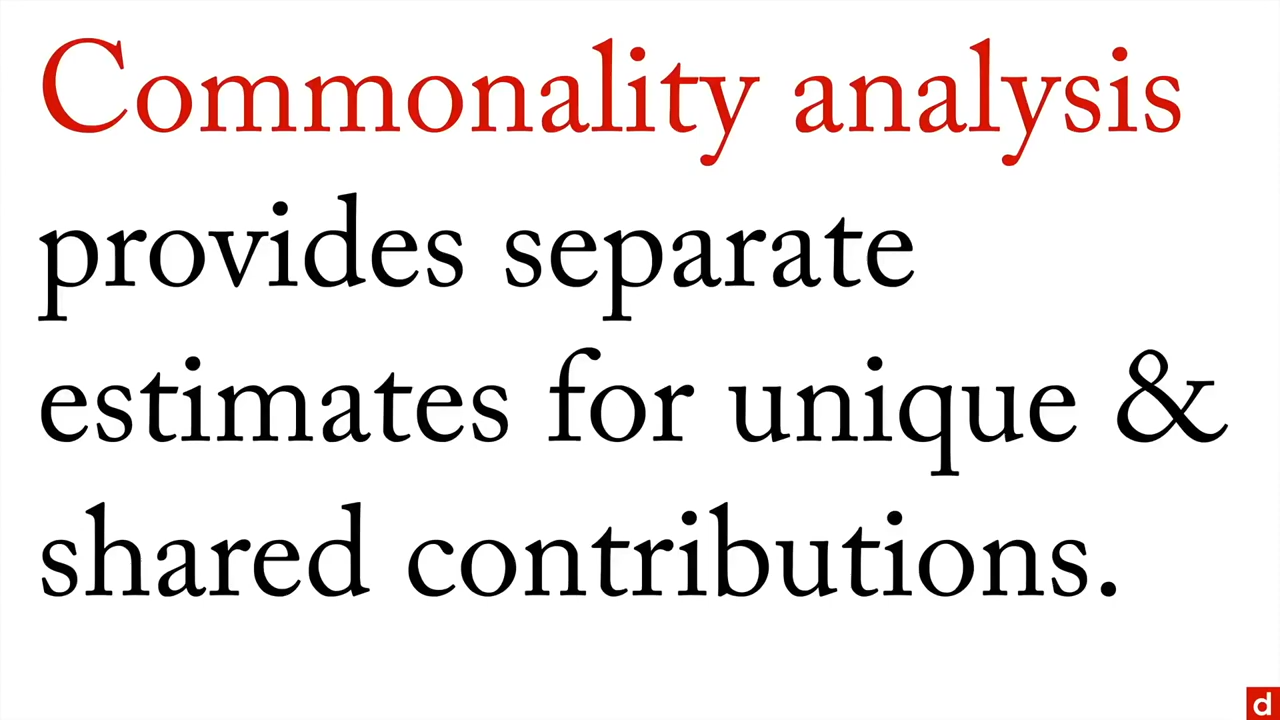 Commonality analysis
provides separate
estimates for unique &
shared contributions.
d